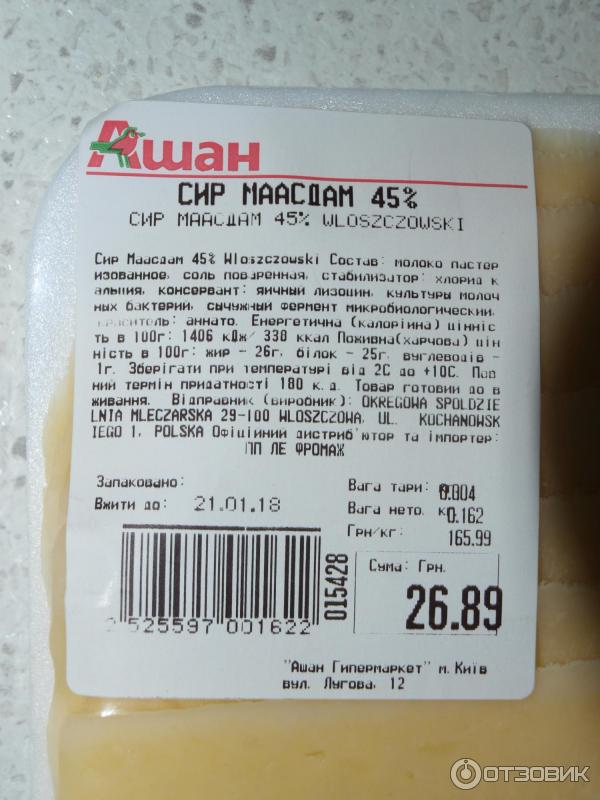 Ашан
СИР МААСДАМ 45%
СИР МААСДАМ 45% WLOSZCZOWSKI
Сир Маасдам 45% Wloszczowski Состав: молоко пастер
изованное, соль поваренная, стабилизатор: хлорид к
альция, консервант: яичный лизоцин, культуры молоч
ных бактерий, сычужный фермент микробиологический,
краситель: аннато. Енергетична (калорійна) цінніс
ть в 100г: 1406 кДж/ 338 ккал Поживна(харчова) цін
ність в 100г: жир - 26г, білок - 25г, вуглеводів -
1г. Зберігати при температурі від 2С до +10С. Пов
ний термін придатності 180 к.д. Товар готовий до в
живання. Відправник (виробник): OKREGOWA SPOLDZIE
LNIA MLECZARSKA 29-100 WLOSZCZOWA, UL. KOCHANOWSK
IEGO 1, POLSKA Офіційний дистриб'ютор та імпортер:
ПП ЛЕ ФРОМАЖ
Запаковано:
Вжити до: 21.01.18
Вага тари: 0.004
Вага нето. к0.162
Грн/кг: 165.99
Сума: Грн.
26.89
015428
2 525597 001622
"Ашан Гипермаркет" м. Київ
вул. Лугова, 12
ОТЗОВИК